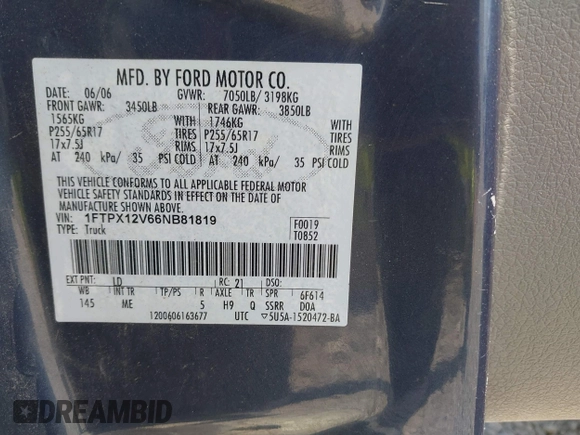 MFD. BY FORD MOTOR CO.
DATE: 06/06 GVWR: 7050LB/ 3198KG
FRONT GAWR: 3450LB REAR GAWR: 3850LB
1565KG WITH 1746KG WITH
P255/65R17 TIRES P255/65R17 TIRES
17x7.5J RIMS 17x7.5J RIMS
AT 240 kPa/ 35 PSI COLD AT 240 kPa/ 35 PSI COLD
THIS VEHICLE CONFORMS TO ALL APPLICABLE FEDERAL MOTOR
VEHICLE SAFETY STANDARDS IN EFFECT ON THE DATE OF
MANUFACTURE SHOWN ABOVE.
VIN: 1FTPX12V66NB81819 F0019
TYPE: Truck T0852
EXT PNT: LD RC: 21 DSO:
WB INT TR TP/PS R AXLE TR SPR 6F614
145 ME 5 H9 Q SSRR DOA
1200606163677 UTC ▽5U5A-1520472-BA
DREAMBID